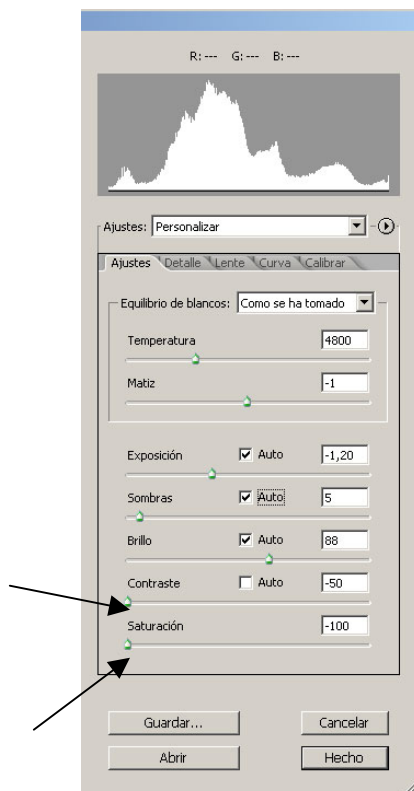 R: --- G: --- B: ---
Ajustes: Personalizar
Ajustes Detalle Lente Curva Calibrar
Equilibrio de blancos: Como se ha tomado
Temperatura 4800
Matiz -1
Exposición Auto -1,20
Sombras Auto 5
Brillo Auto 88
Contraste Auto -50
Saturación -100
Guardar... Cancelar
Abrir Hecho